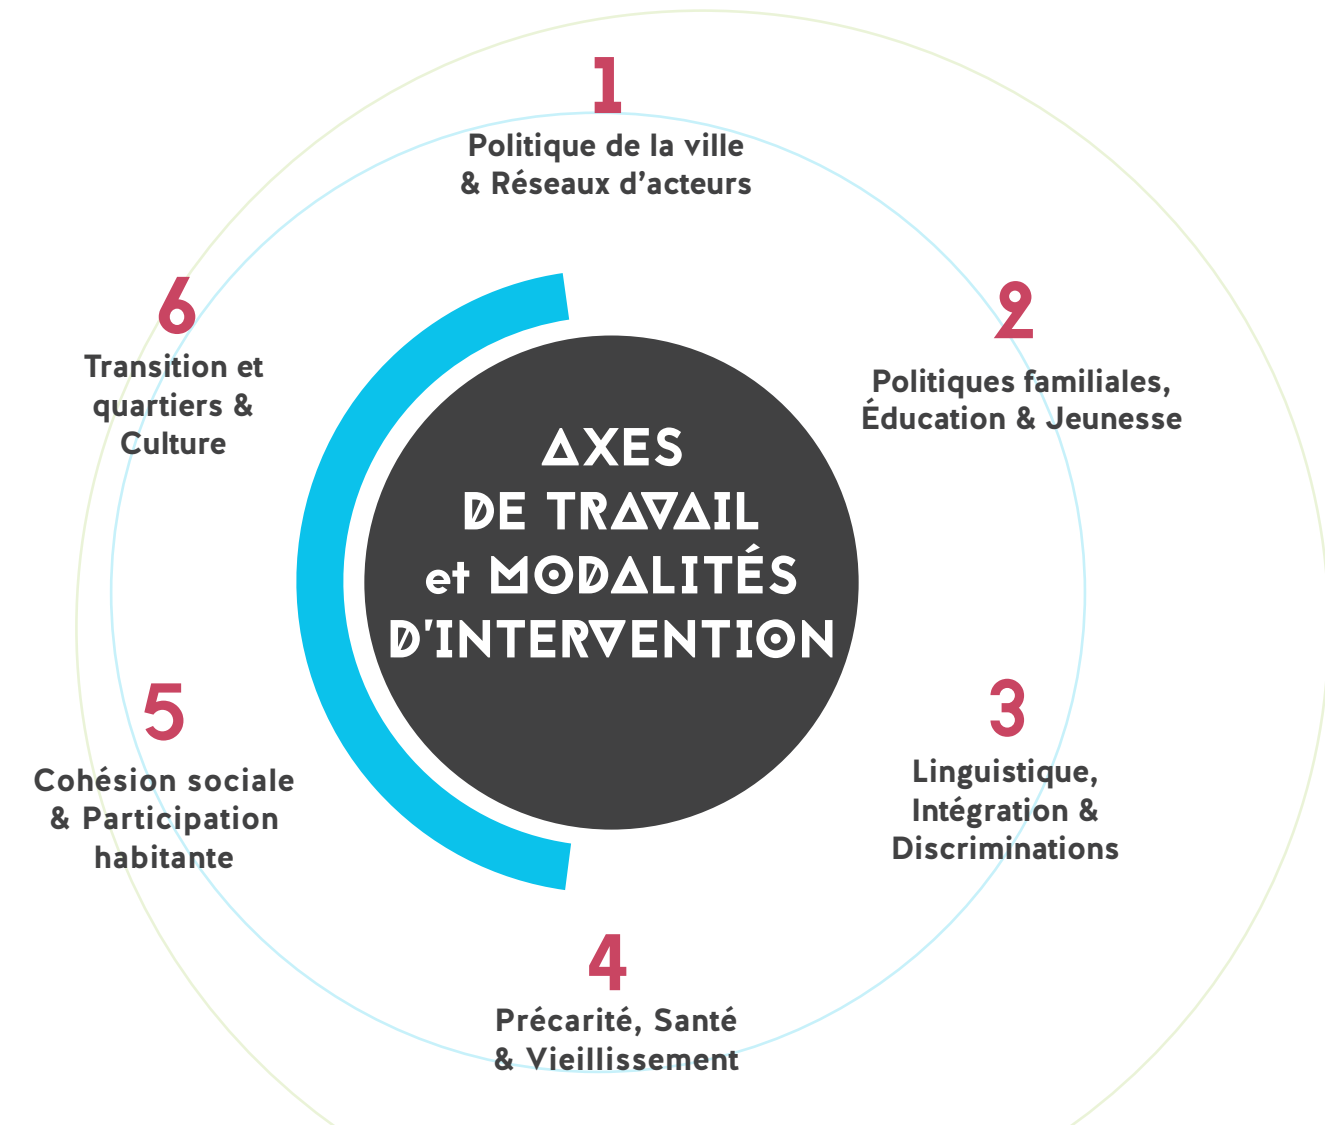 AXES
DE TRAVAIL
et MODALITÉS
D'INTERVENTION
1
Politique de la ville
& Réseaux d’acteurs
2
Politiques familiales,
Éducation & Jeunesse
3
Linguistique,
Intégration &
Discriminations
4
Précarité, Santé
& Vieillissement
5
Cohésion sociale
& Participation
habitante
6
Transition et
quartiers &
Culture